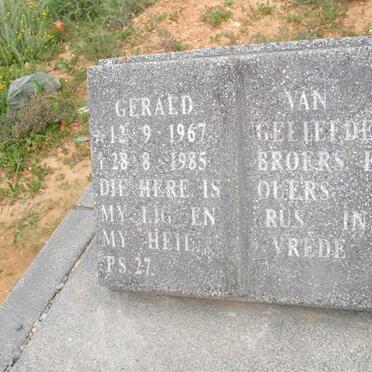 GERALD
* 12 9 1967
† 28 8 1985
DIE HERE IS
MY LIG EN
MY HEIL
PS 27.
VAN
GELIEFDE
BROERS
OUERS
RUS IN
VREDE